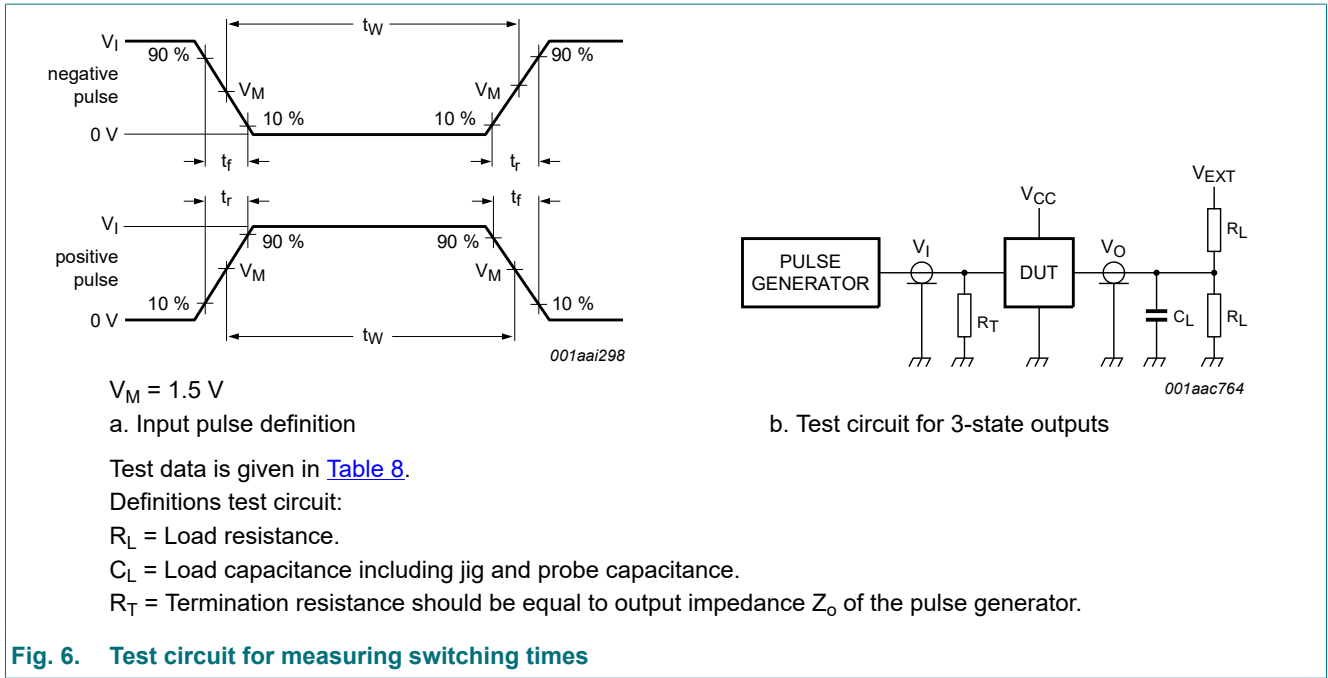 tW
VI
90 %
90 %
negative
pulse
VM
VM
10 %
10 %
0 V
tf
tr
tr
tf
VI
90 %
90 %
positive
pulse
VM
VM
10 %
10 %
0 V
tW
001aai298
VM = 1.5 V
a. Input pulse definition
VEXT
VCC
RL
VI
VO
PULSE
GENERATOR
DUT
RT
CL
RL
001aac764
b. Test circuit for 3-state outputs
Test data is given in Table 8.
Definitions test circuit:
RL = Load resistance.
CL = Load capacitance including jig and probe capacitance.
RT = Termination resistance should be equal to output impedance Zo of the pulse generator.
Fig. 6. Test circuit for measuring switching times